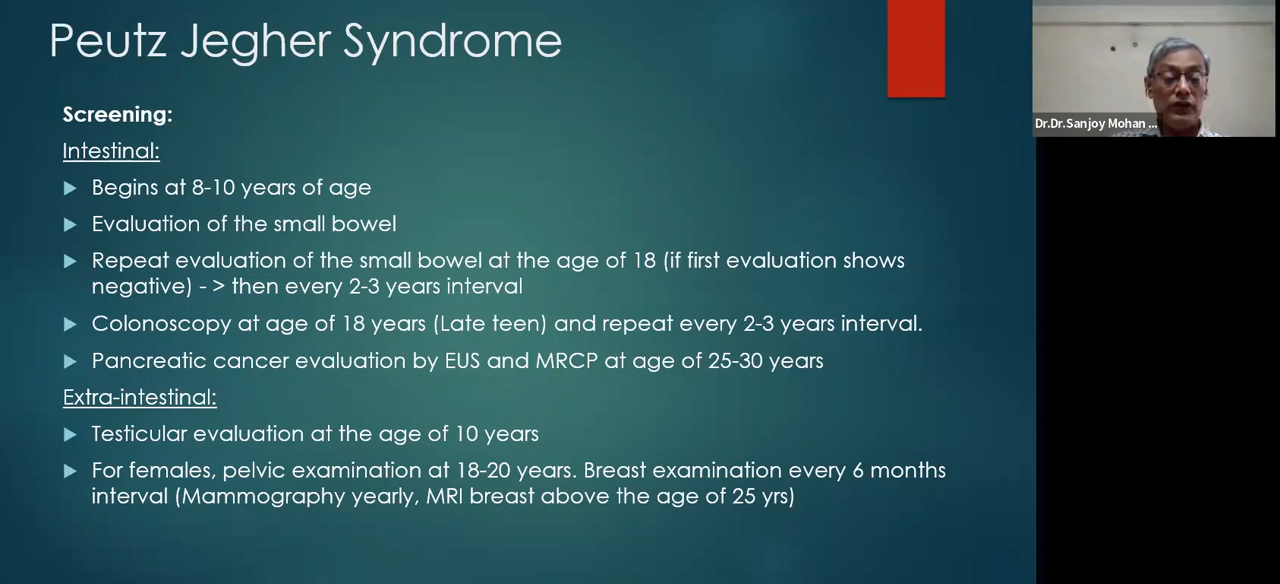 Peutz Jegher Syndrome
Dr.Dr.Sanjoy Mohan ...
Screening:
Intestinal:
Begins at 8-10 years of age
Evaluation of the small bowel
Repeat evaluation of the small bowel at the age of 18 (if first evaluation shows
negative) - > then every 2-3 years interval
Colonoscopy at age of 18 years (Late teen) and repeat every 2-3 years interval.
Pancreatic cancer evaluation by EUS and MRCP at age of 25-30 years
Extra-intestinal:
Testicular evaluation at the age of 10 years
For females, pelvic examination at 18-20 years. Breast examination every 6 months
interval (Mammography yearly, MRI breast above the age of 25 yrs)